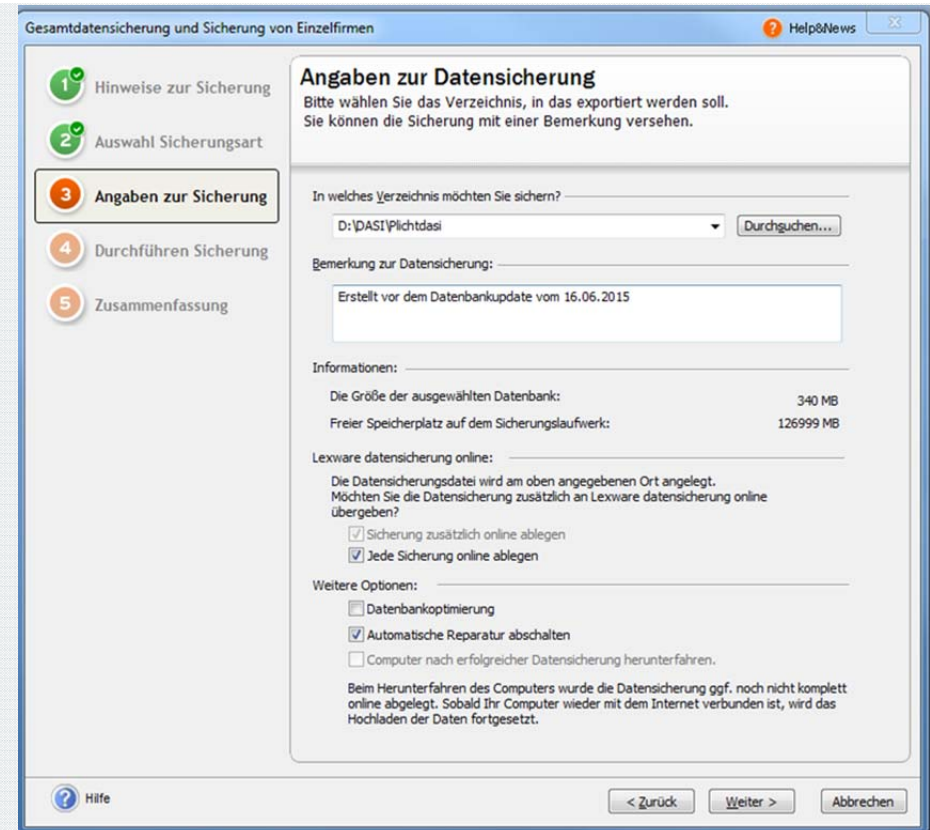 Gesamtdatensicherung und Sicherung von Einzelfirmen
? Help&News
1 Hinweise zur Sicherung
2 Auswahl Sicherungsart
3 Angaben zur Sicherung
4 Durchführen Sicherung
5 Zusammenfassung
Angaben zur Datensicherung
Bitte wählen Sie das Verzeichnis, in das exportiert werden soll.
Sie können die Sicherung mit einer Bemerkung versehen.
In welches Verzeichnis möchten Sie sichern?
D:\DASI\Plichtdasi
Durchsuchen...
Bemerkung zur Datensicherung:
Erstellt vor dem Datenbankupdate vom 16.06.2015
Informationen:
Die Größe der ausgewählten Datenbank: 340 MB
Freier Speicherplatz auf dem Sicherungslaufwerk: 126999 MB
Lexware datensicherung online:
Die Datensicherungsdatei wird am oben angegebenen Ort angelegt.
Möchten Sie die Datensicherung zusätzlich an Lexware datensicherung online
übergeben?
Sicherung zusätzlich online ablegen
Jede Sicherung online ablegen
Weitere Optionen:
Datenbankoptimierung
Automatische Reparatur abschalten
Computer nach erfolgreicher Datensicherung herunterfahren.
Beim Herunterfahren des Computers wurde die Datensicherung ggf. noch nicht komplett
online abgelegt. Sobald Ihr Computer wieder mit dem Internet verbunden ist, wird das
Hochladen der Daten fortgesetzt.
? Hilfe
< Zurück
Weiter >
Abbrechen